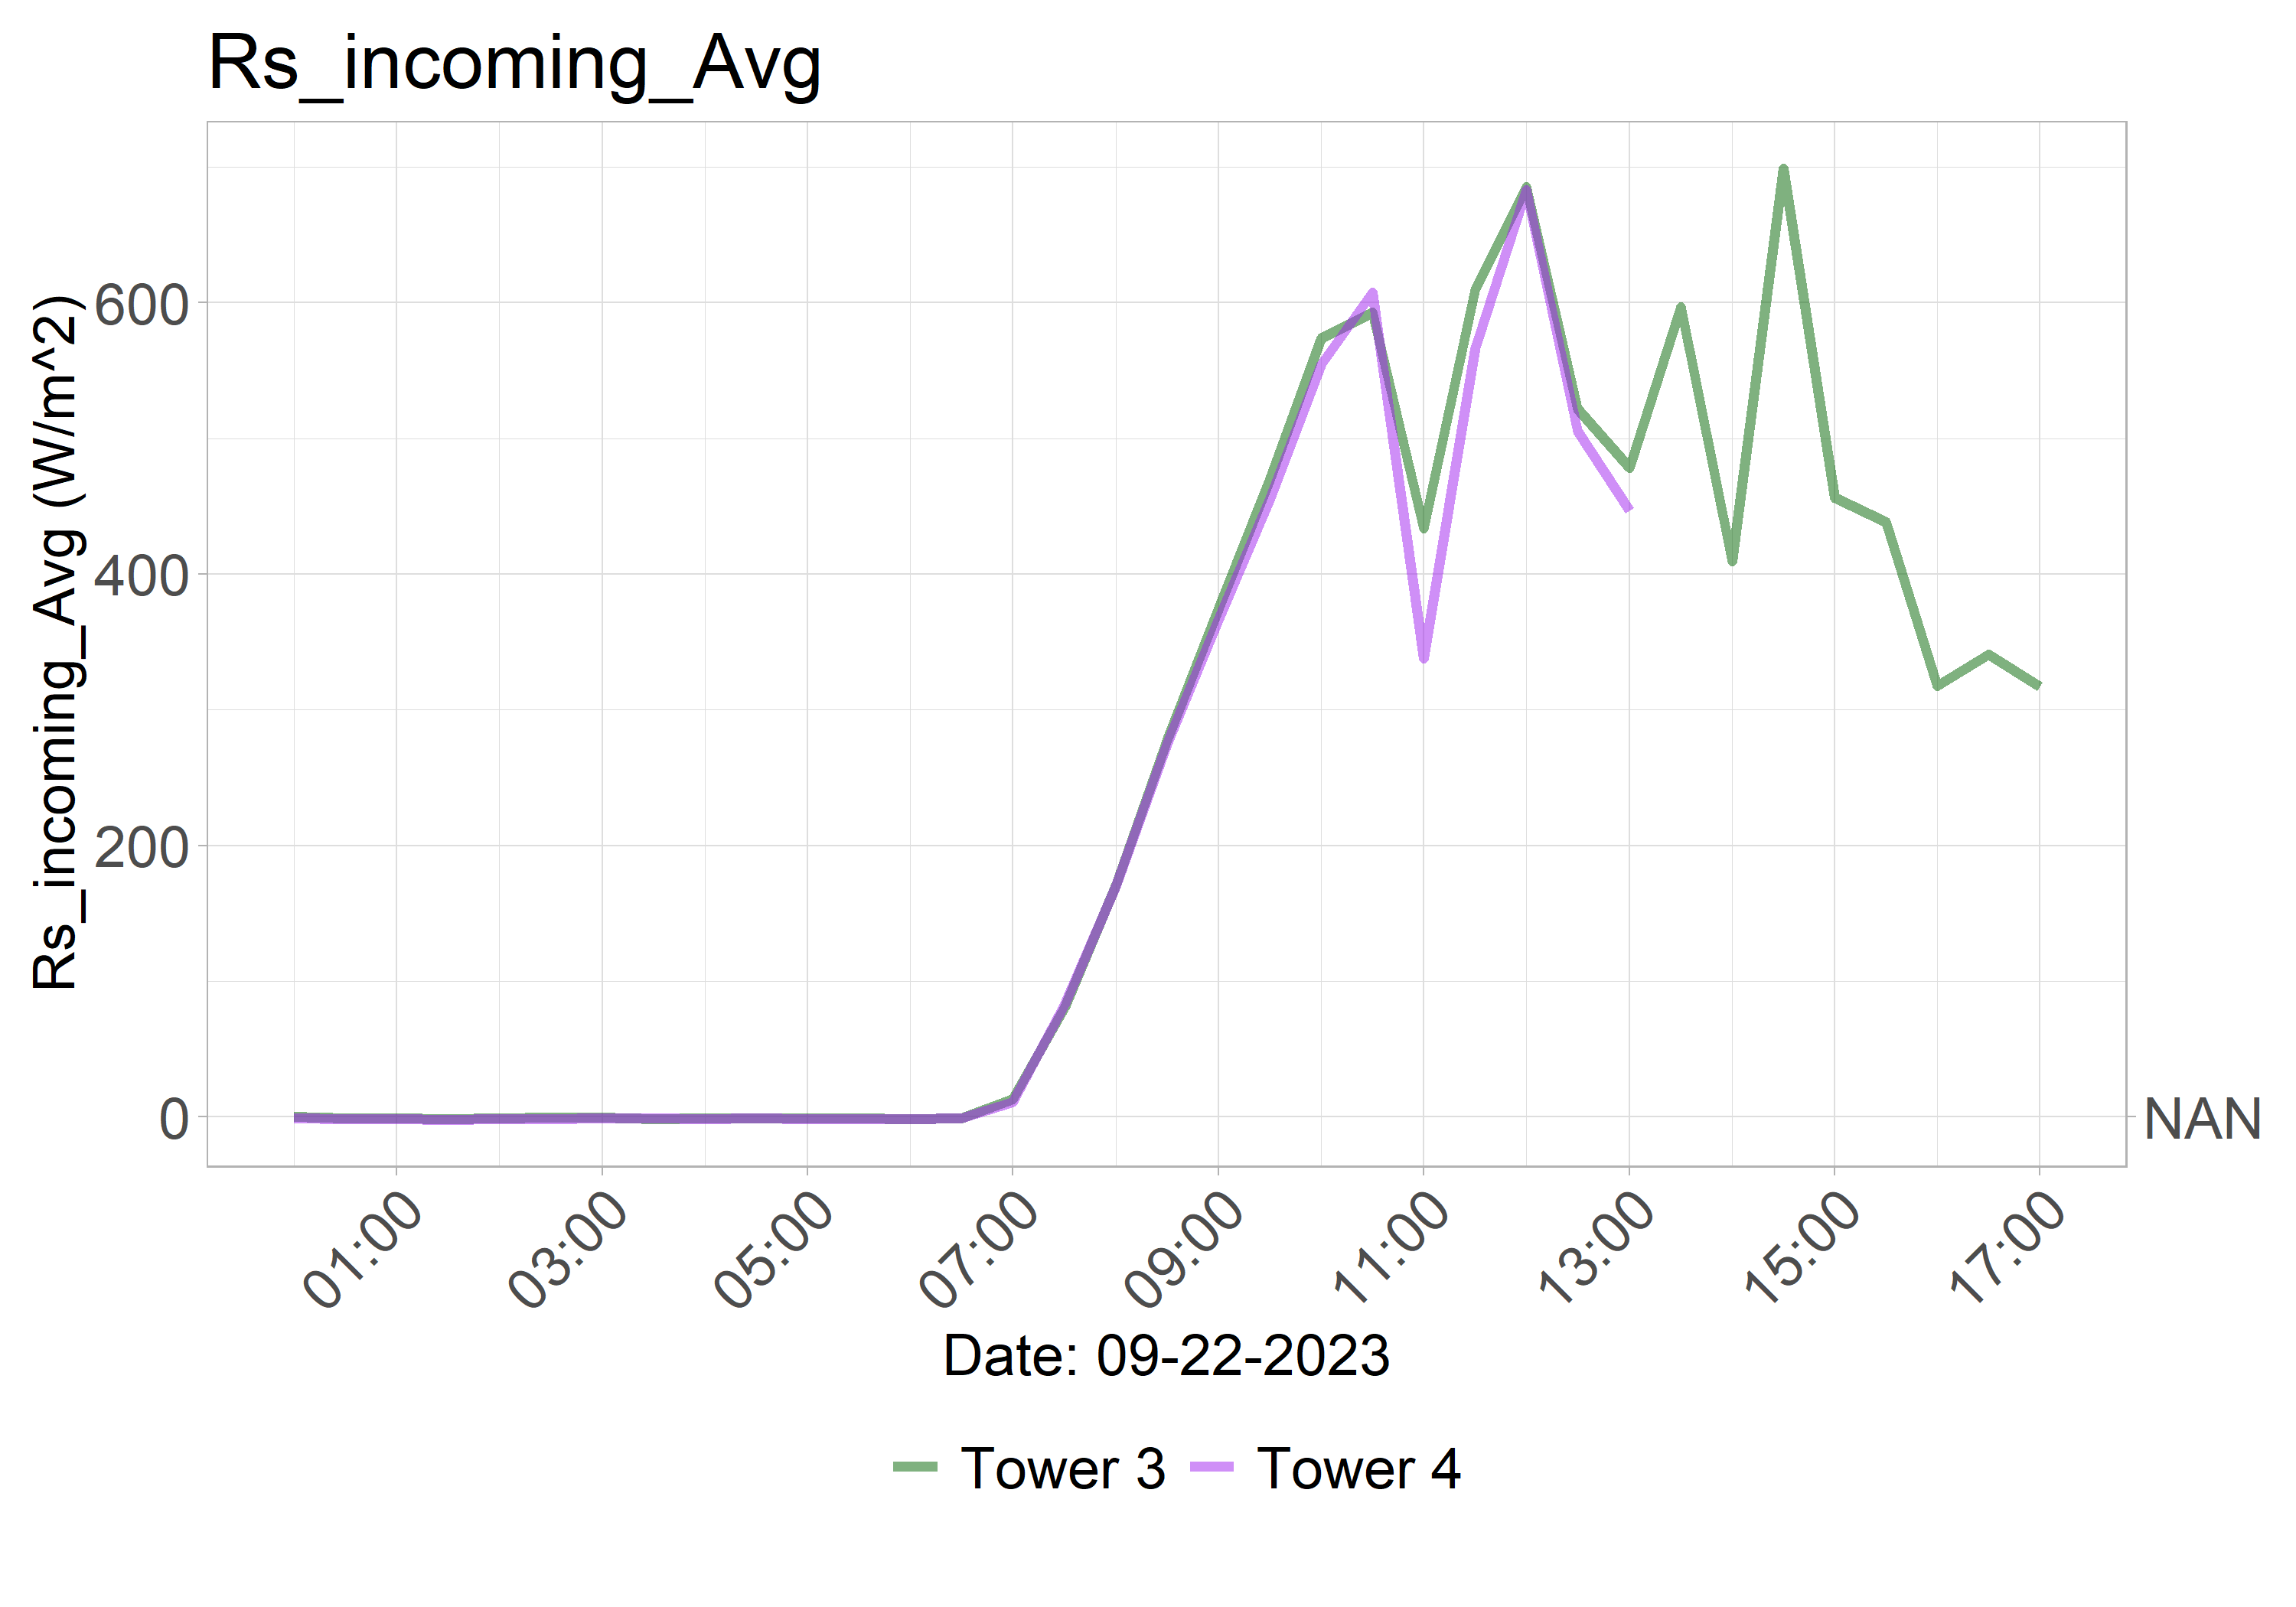 Rs_incoming_Avg
Rs_incoming_Avg (W/m^2)
600
400
200
0
NAN
01:00
03:00
05:00
07:00
09:00
11:00
13:00
15:00
17:00
Date: 09-22-2023
Tower 3
Tower 4